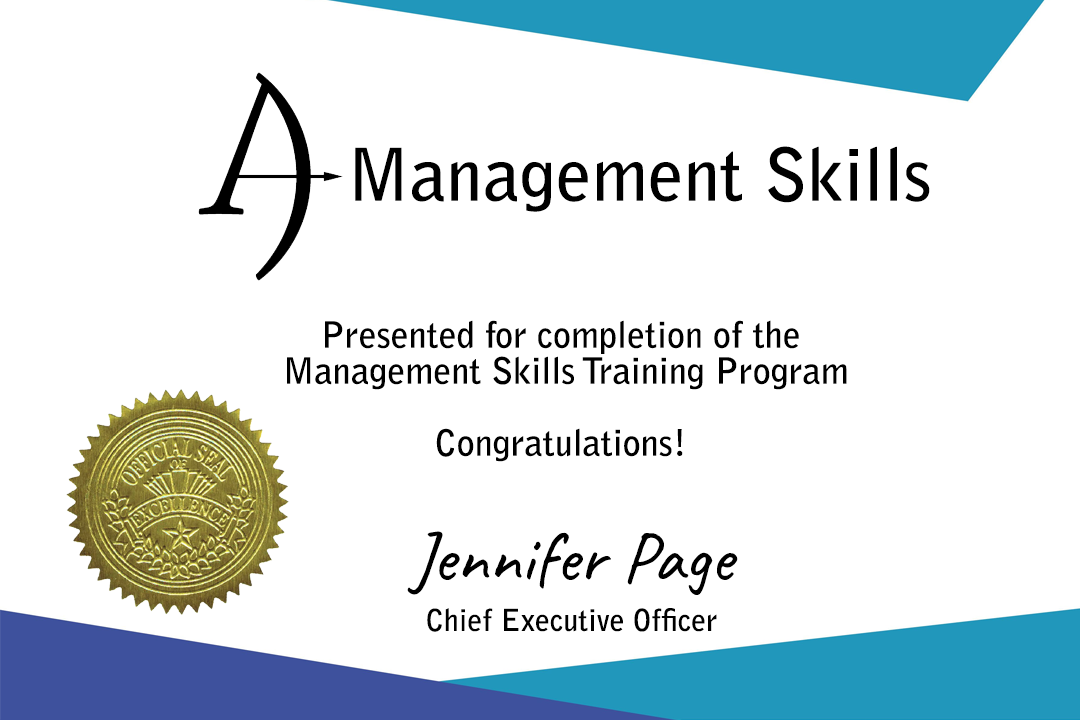 A Management Skills
Presented for completion of the
Management Skills Training Program
Congratulations!
OFFICIAL SEAL
OF
EXCELLENCE
Jennifer Page
Chief Executive Officer